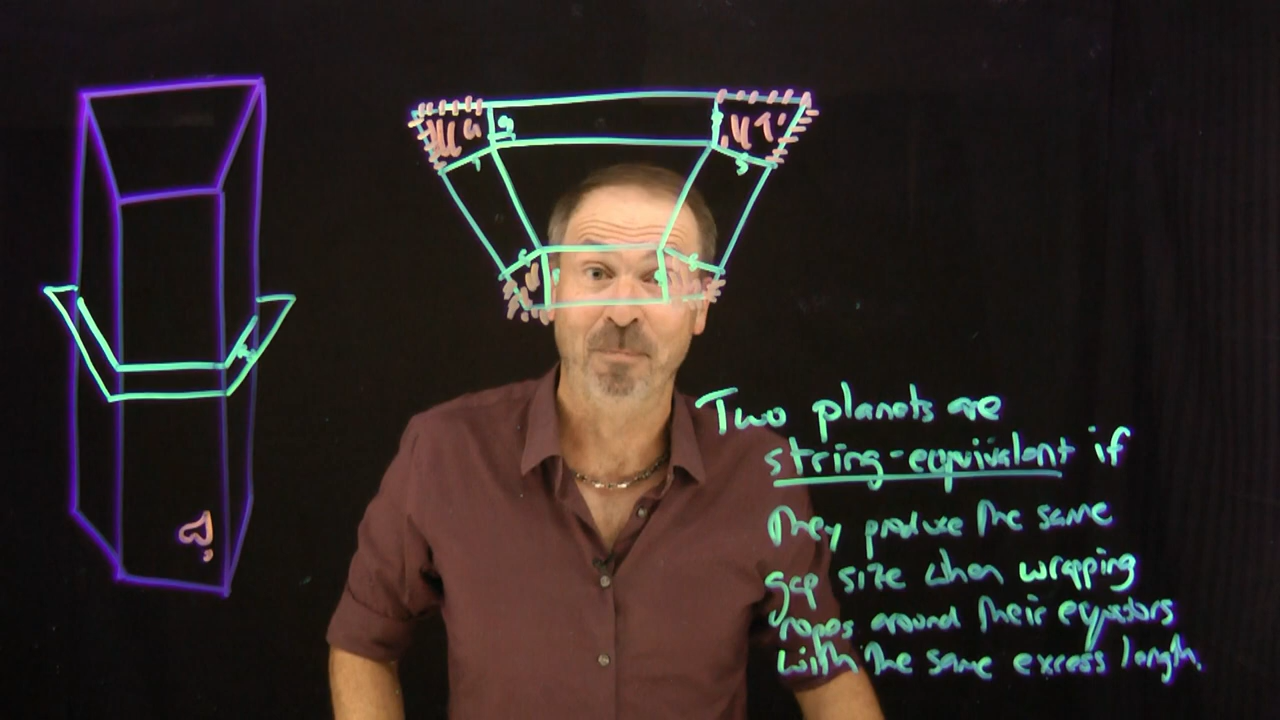 Two planets are
string-equivalent if
they produce the same
gap size when wrapping
ropes around their equators
with the same excess length.